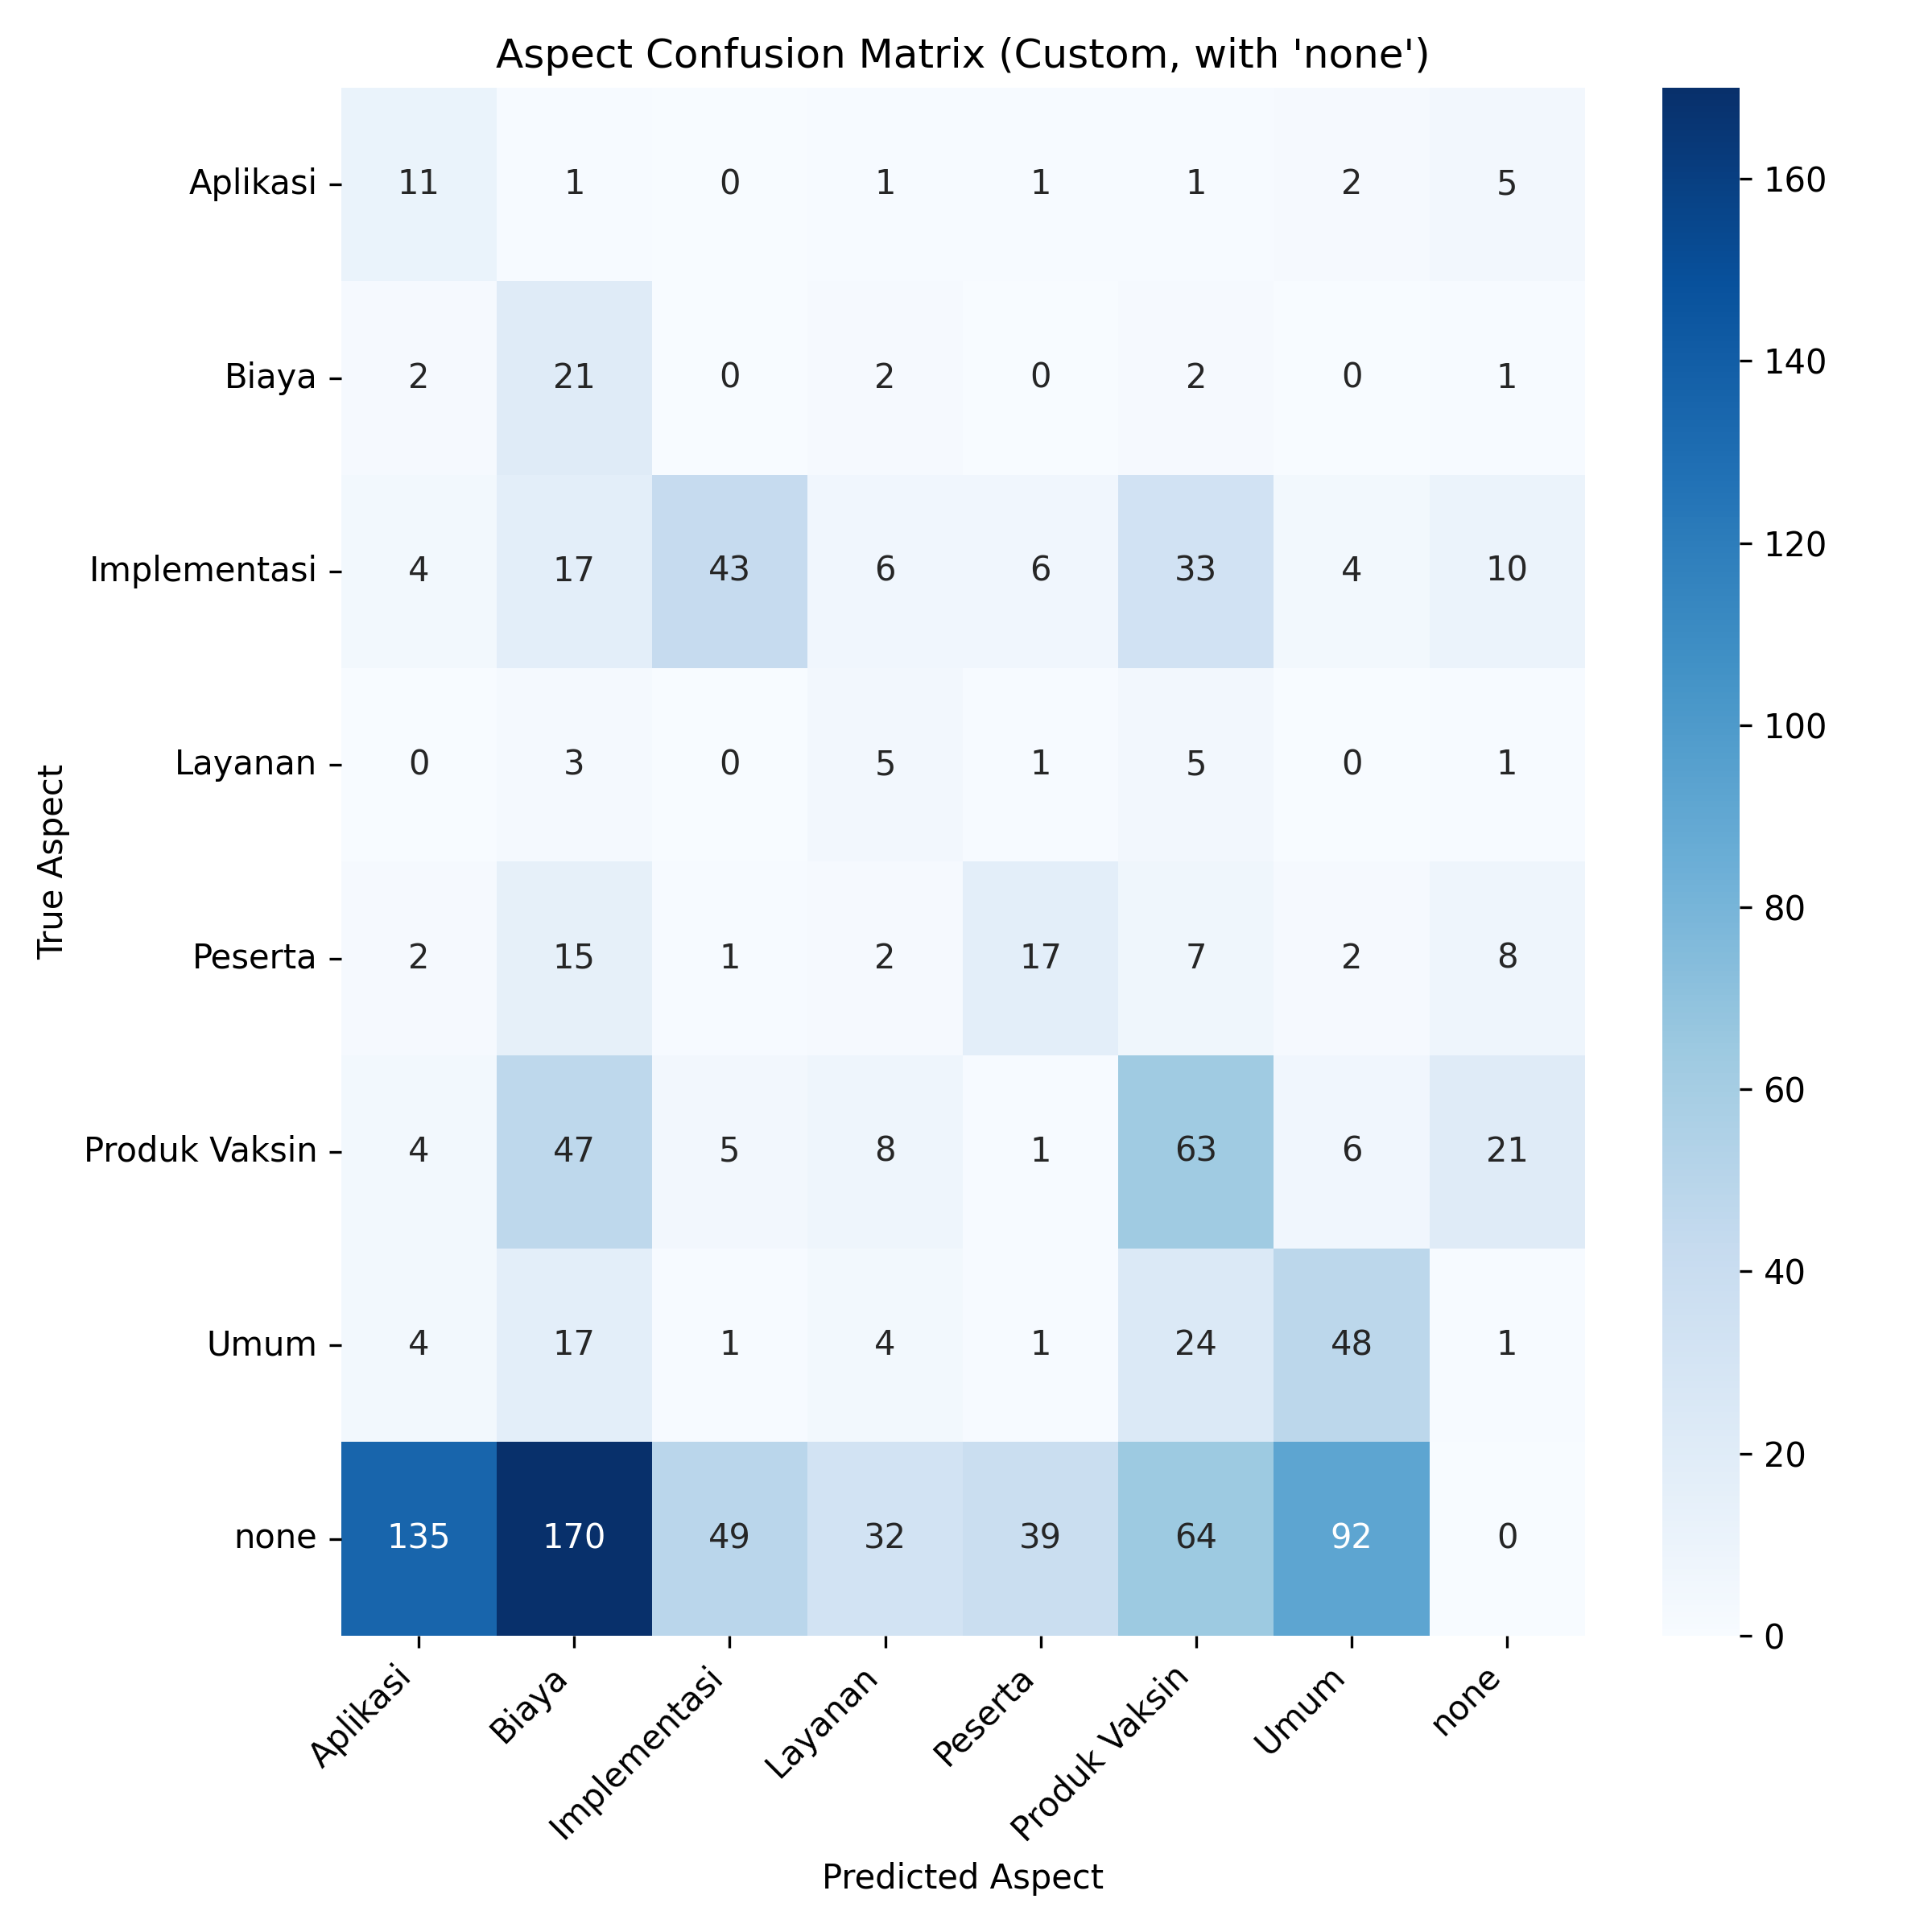 Aspect Confusion Matrix (Custom, with 'none')
Aplikasi 11 1 0 1 1 1 2 5
Biaya 2 21 0 2 0 2 0 1
Implementasi 4 17 43 6 6 33 4 10
Layanan 0 3 0 5 1 5 0 1
Peserta 2 15 1 2 17 7 2 8
Produk Vaksin 4 47 5 8 1 63 6 21
Umum 4 17 1 4 1 24 48 1
none 135 170 49 32 39 64 92 0
True Aspect
Aplikasi Biaya Implementasi Layanan Peserta Produk Vaksin Umum none
Predicted Aspect
160
140
120
100
80
60
40
20
0